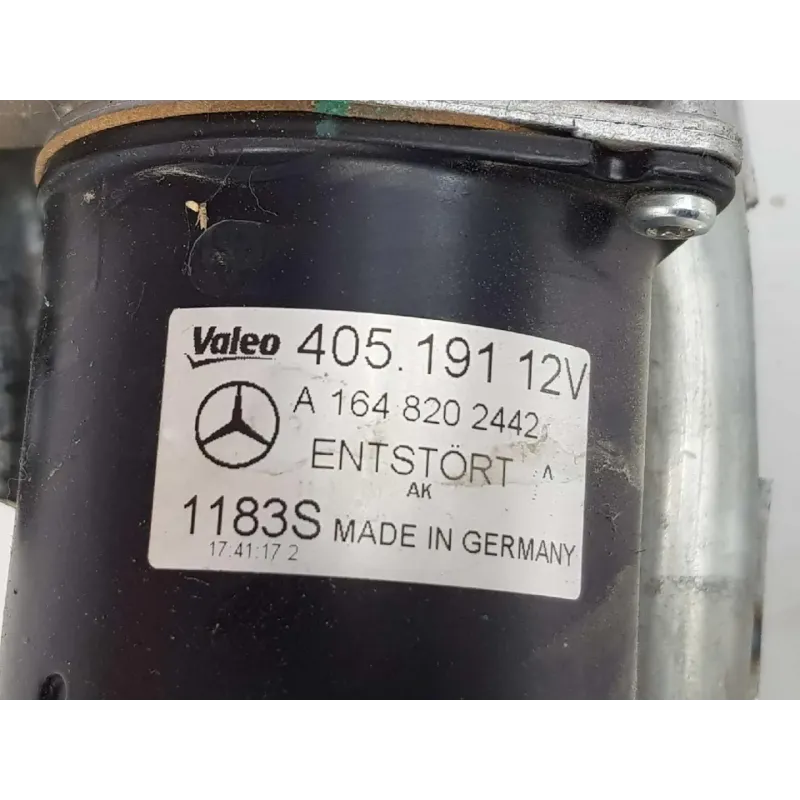 Valeo 405.191 12V
A 164 820 2442
ENTSTÖRT ^
AK
1183S MADE IN GERMANY
17:41:17 2